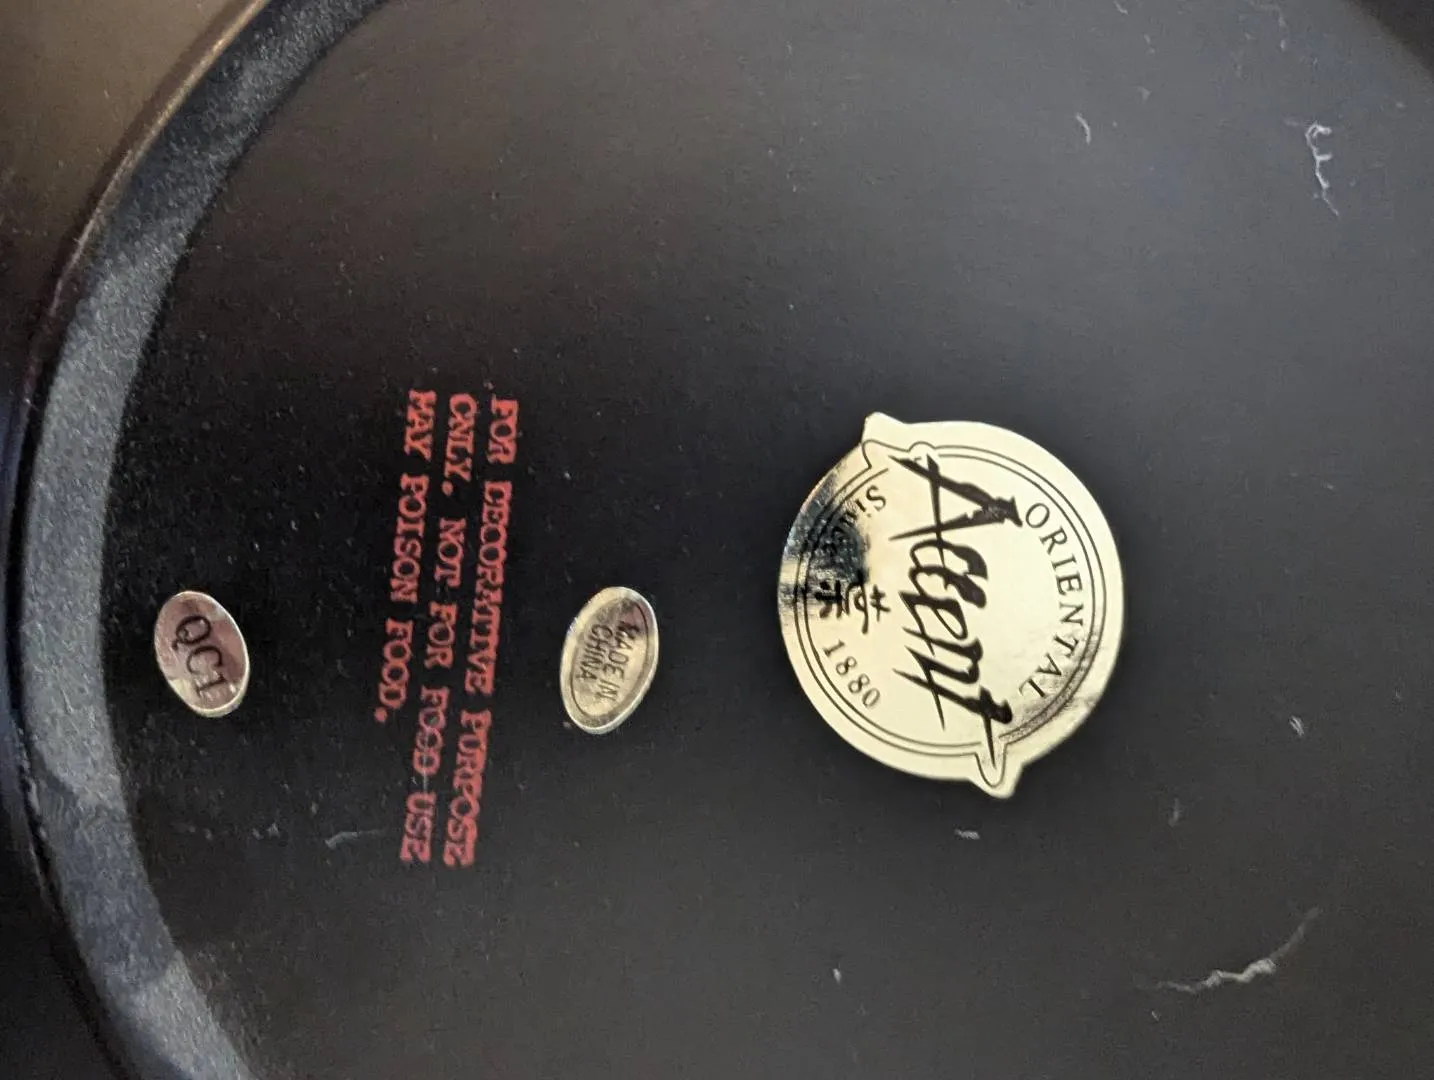 ORIENTAL
Accent
Since 1880
MADE IN
CHINA
FOR DECORATIVE PURPOSE
ONLY. NOT FOR FOOD USE
MAY POISON FOOD.
QC1